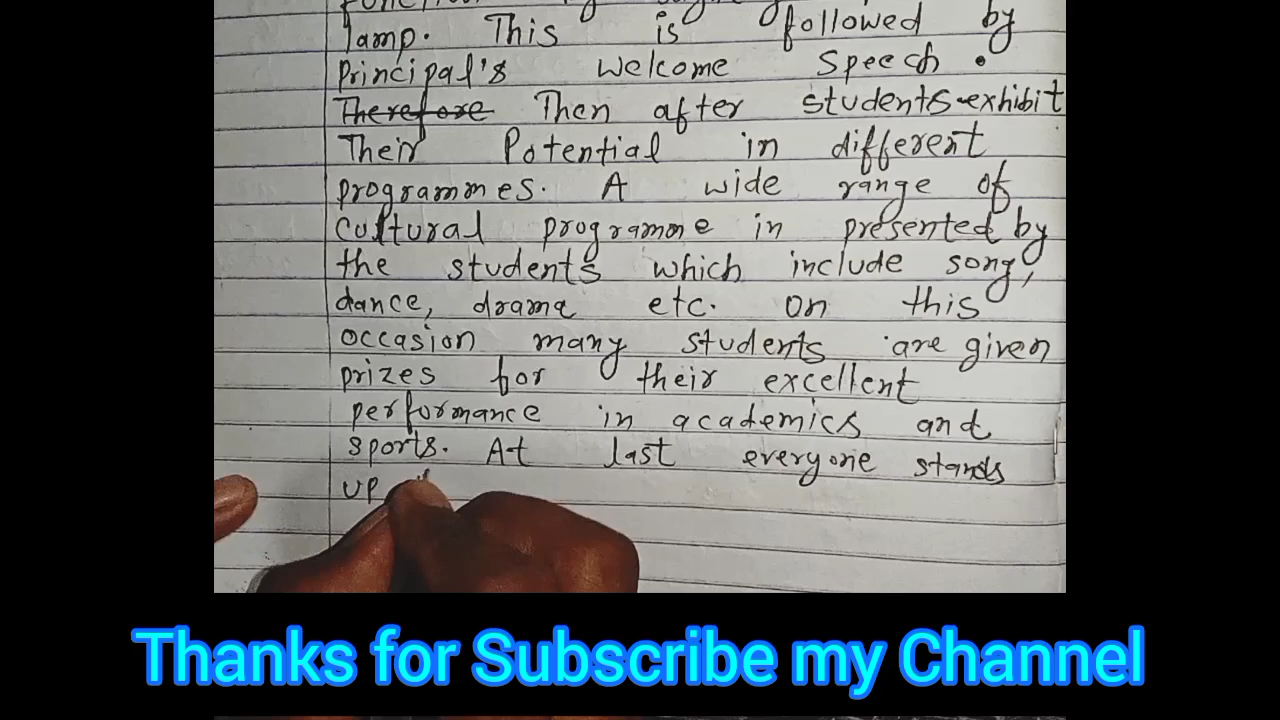 lamp. This is followed by
Principal's welcome Speech.
Therefore Then after students exhibit
Their Potential in different
programmes. A wide range of
cultural programme in presented by
the students which include song,
dance, drama etc. on this
occasion many students are given
prizes for their excellent
performance in academics and
sports. At last everyone stands
up
Thanks for Subscribe my Channel